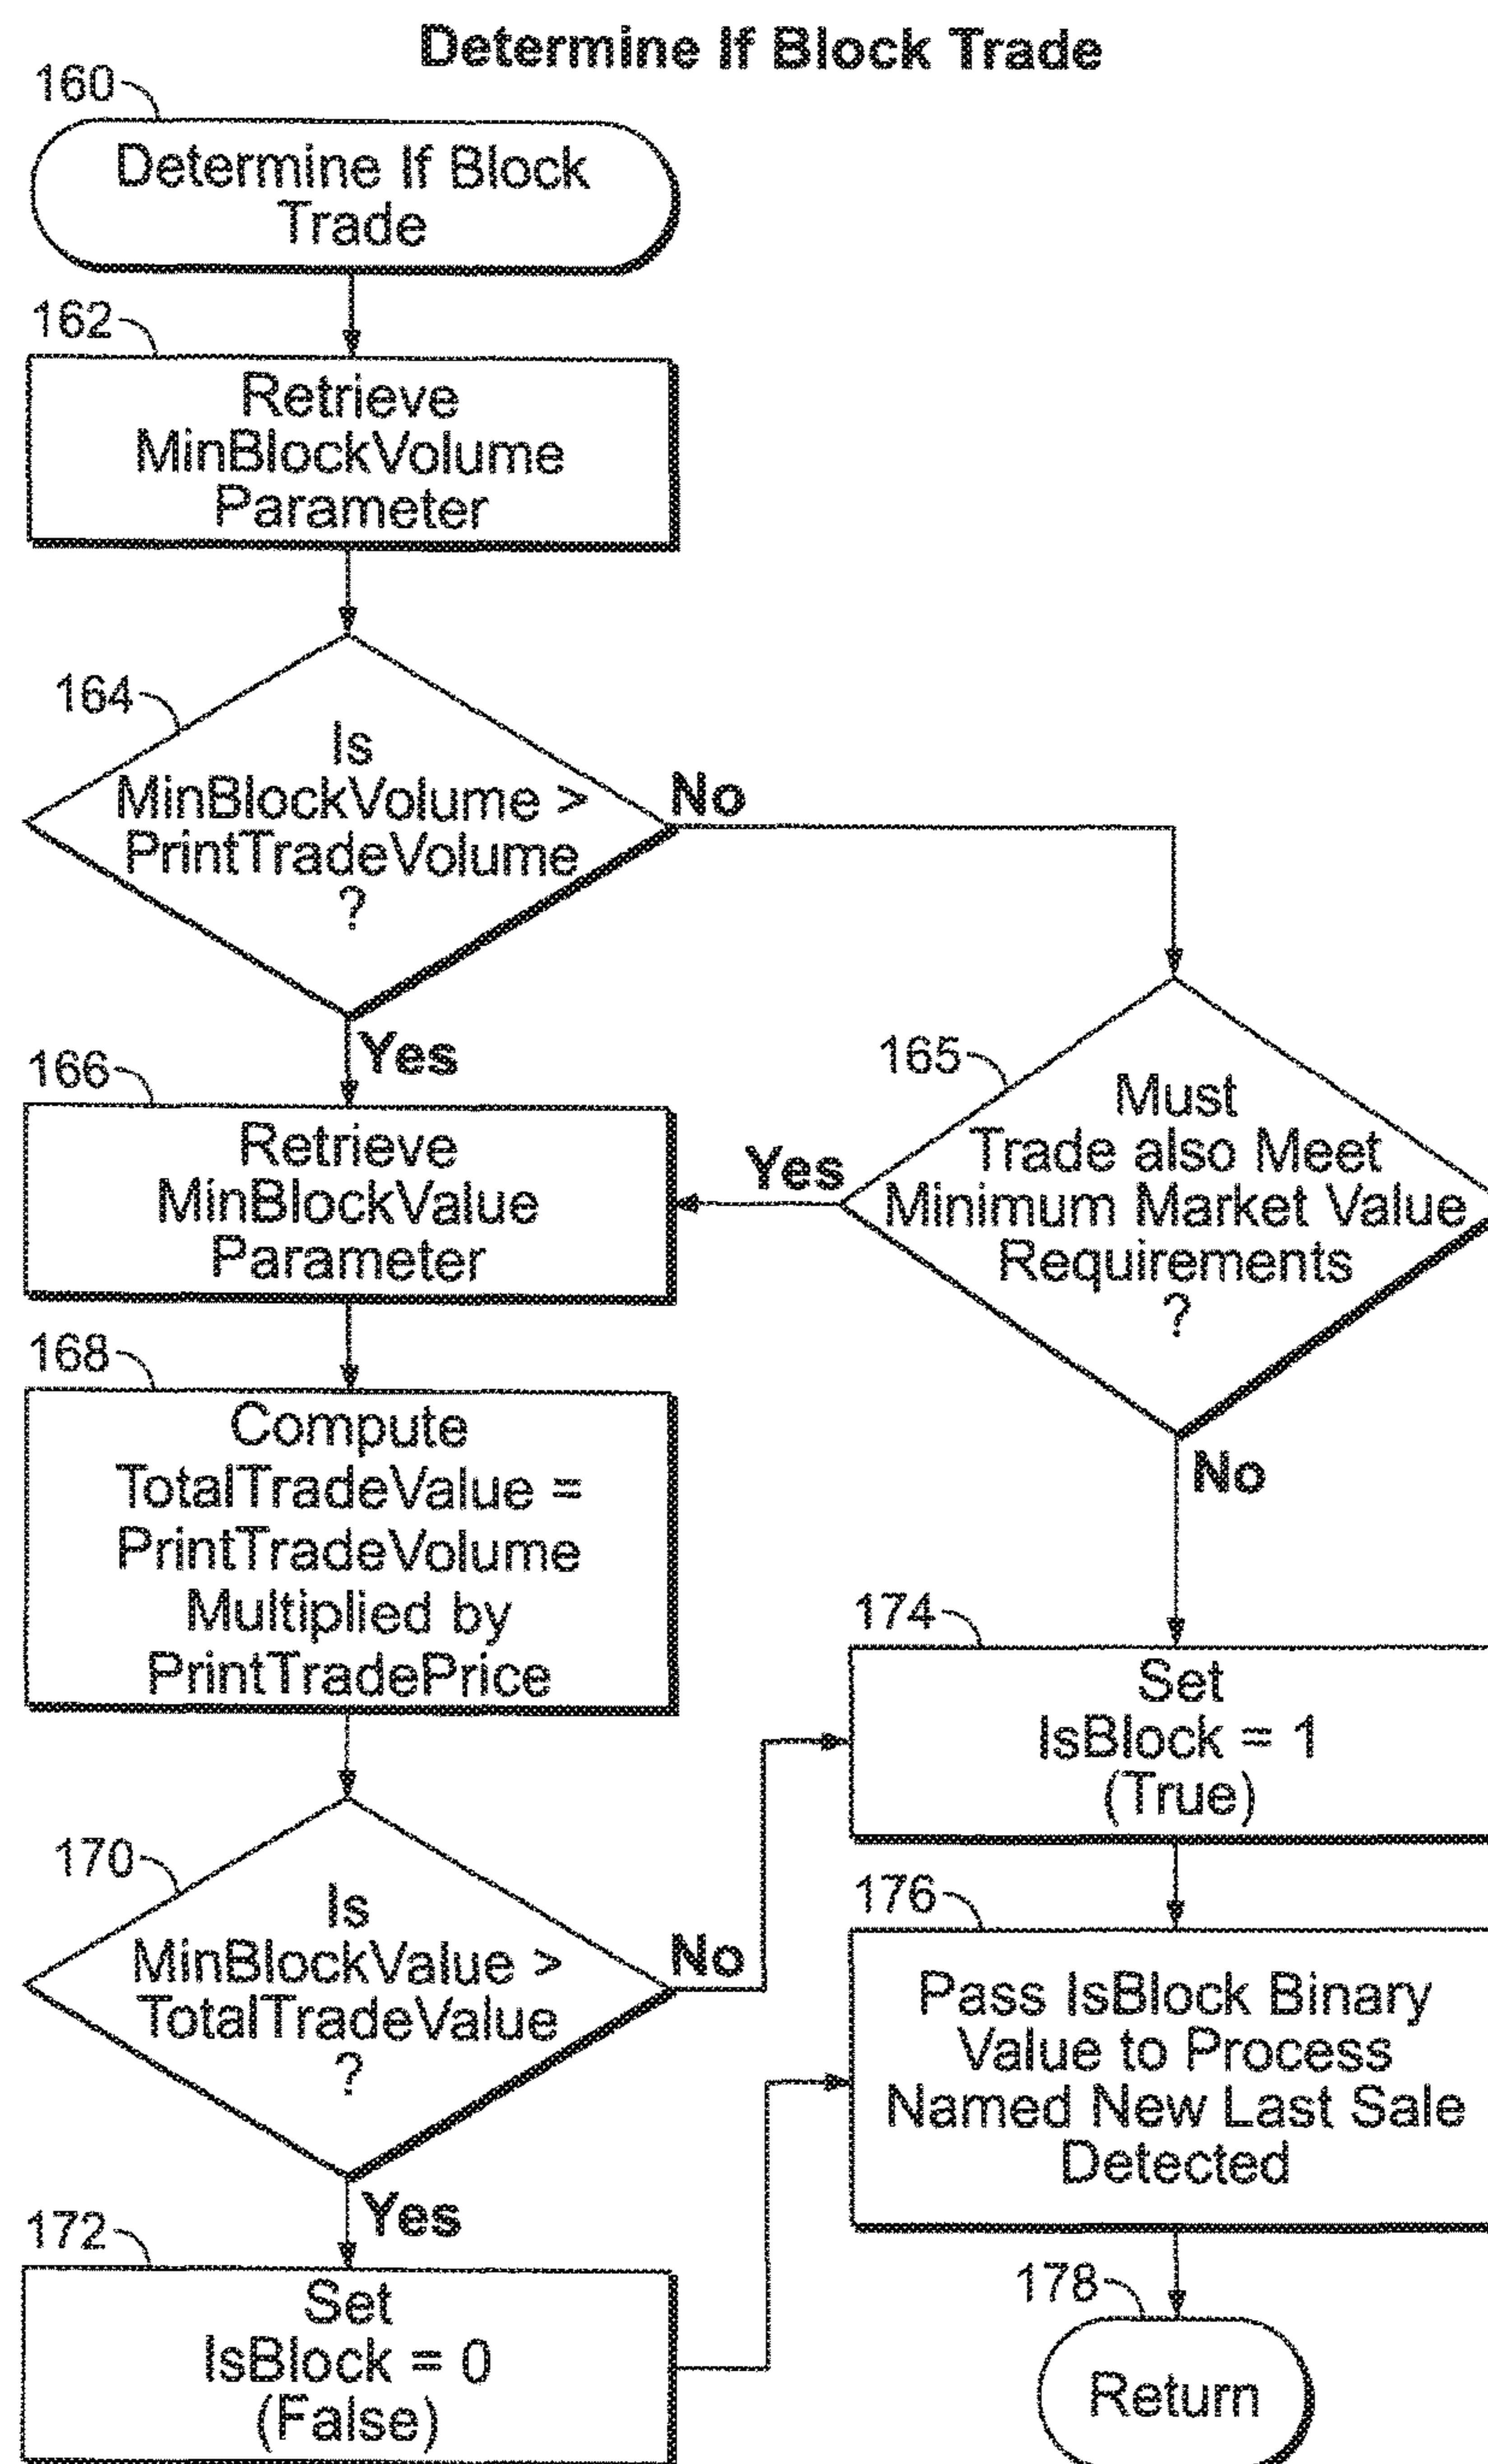 Determine If Block Trade
160
Determine If Block
Trade
162
Retrieve
MinBlockVolume
Parameter
164
Is
MinBlockVolume >
PrintTradeVolume
?
No
Yes
165
Must
Trade also Meet
Minimum Market Value
Requirements
?
Yes
No
166
Retrieve
MinBlockValue
Parameter
168
Compute
TotalTradeValue =
PrintTradeVolume
Multiplied by
PrintTradePrice
170
Is
MinBlockValue >
TotalTradeValue
?
No
Yes
172
Set
IsBlock = 0
(False)
174
Set
IsBlock = 1
(True)
176
Pass IsBlock Binary
Value to Process
Named New Last Sale
Detected
178
Return